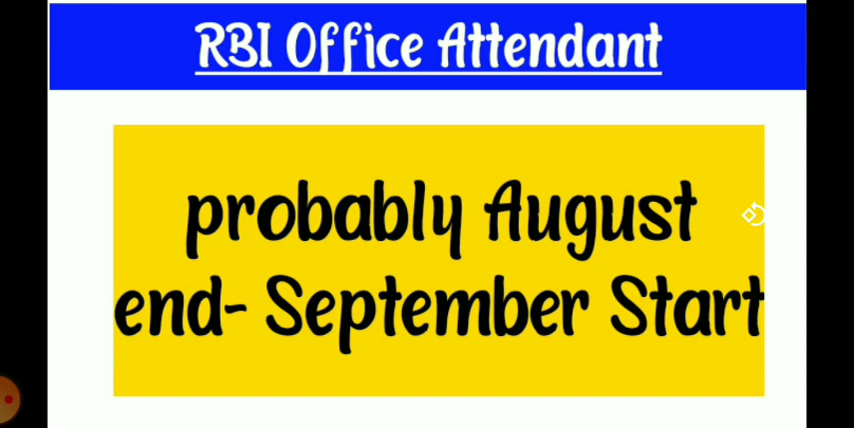 RBI Office Attendant
probably August
end- September Start